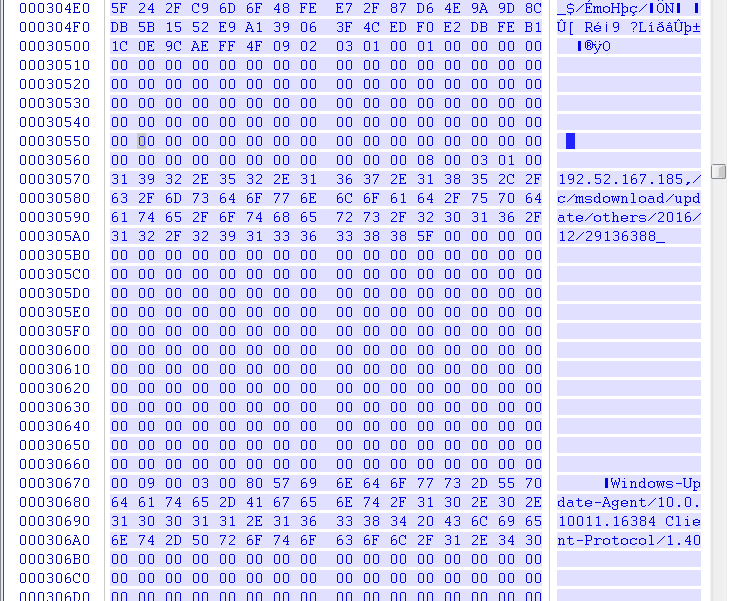 000304E0 5F 24 2F C9 6D 6F 48 FE E7 2F 87 D6 4E 9A 9D 8C _$/ÉmoHþç/ ÖN
000304F0 DB 5B 15 52 E9 A1 39 06 3F 4C ED F0 E2 DB FE B1 Û[ Ré¡9 ?LíðâÛþ±
00030500 1C 0E 9C AE FF 4F 09 02 03 01 00 01 00 00 00 00 ®ÿO
00030510 00 00 00 00 00 00 00 00 00 00 00 00 00 00 00 00
00030520 00 00 00 00 00 00 00 00 00 00 00 00 00 00 00 00
00030530 00 00 00 00 00 00 00 00 00 00 00 00 00 00 00 00
00030540 00 00 00 00 00 00 00 00 00 00 00 00 00 00 00 00
00030550 00 00 00 00 00 00 00 00 00 00 00 00 00 00 00 00
00030560 00 00 00 00 00 00 00 00 00 00 00 08 00 03 01 00
00030570 31 39 32 2E 35 32 2E 31 36 37 2E 31 38 35 2C 2F 192.52.167.185,/
00030580 63 2F 6D 73 64 6F 77 6E 6C 6F 61 64 2F 75 70 64 c/msdownload/upd
00030590 61 74 65 2F 6F 74 68 65 72 73 2F 32 30 31 36 2F ate/others/2016/
000305A0 31 32 2F 32 39 31 33 36 33 38 38 5F 00 00 00 00 12/29136388_
000305B0 00 00 00 00 00 00 00 00 00 00 00 00 00 00 00 00
000305C0 00 00 00 00 00 00 00 00 00 00 00 00 00 00 00 00
000305D0 00 00 00 00 00 00 00 00 00 00 00 00 00 00 00 00
000305E0 00 00 00 00 00 00 00 00 00 00 00 00 00 00 00 00
000305F0 00 00 00 00 00 00 00 00 00 00 00 00 00 00 00 00
00030600 00 00 00 00 00 00 00 00 00 00 00 00 00 00 00 00
00030610 00 00 00 00 00 00 00 00 00 00 00 00 00 00 00 00
00030620 00 00 00 00 00 00 00 00 00 00 00 00 00 00 00 00
00030630 00 00 00 00 00 00 00 00 00 00 00 00 00 00 00 00
00030640 00 00 00 00 00 00 00 00 00 00 00 00 00 00 00 00
00030650 00 00 00 00 00 00 00 00 00 00 00 00 00 00 00 00
00030660 00 00 00 00 00 00 00 00 00 00 00 00 00 00 00 00
00030670 00 09 00 03 00 80 57 69 6E 64 6F 77 73 2D 55 70 Windows-Up
00030680 64 61 74 65 2D 41 67 65 6E 74 2F 31 30 2E 30 2E date-Agent/10.0.
00030690 31 30 30 31 31 2E 31 36 33 38 34 20 43 6C 69 65 10011.16384 Clie
000306A0 6E 74 2D 50 72 6F 74 6F 63 6F 6C 2F 31 2E 34 30 nt-Protocol/1.40
000306B0 00 00 00 00 00 00 00 00 00 00 00 00 00 00 00 00
000306C0 00 00 00 00 00 00 00 00 00 00 00 00 00 00 00 00
000306D0 00 00 00 00 00 00 00 00 00 00 00 00 00 00 00 00